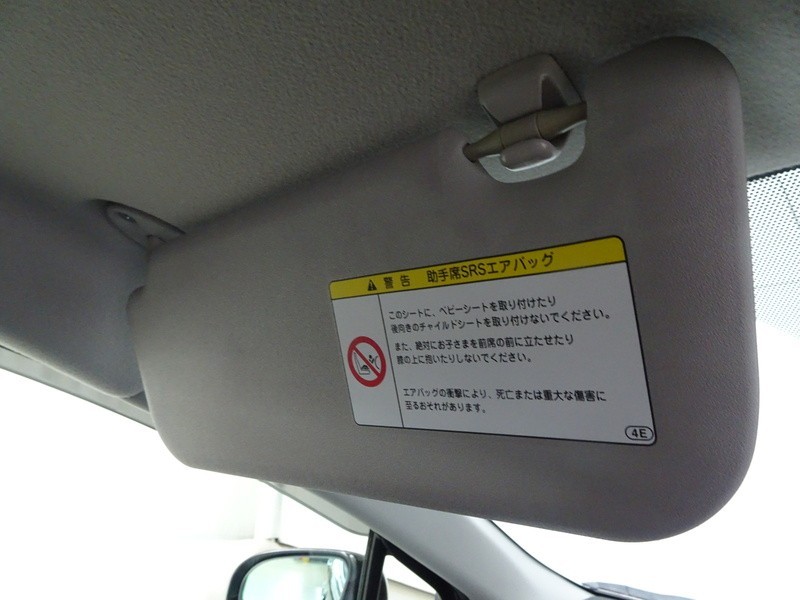 ⚠ 警告 助手席SRSエアバッグ
このシートに、ベビーシートを取り付けたり
後向きのチャイルドシートを取り付けないでください。
また、絶対にお子さまを前席の前に立たせたり
膝の上に抱いたりしないでください。
エアバッグの衝撃により、死亡または重大な傷害に
至るおそれがあります。
4E